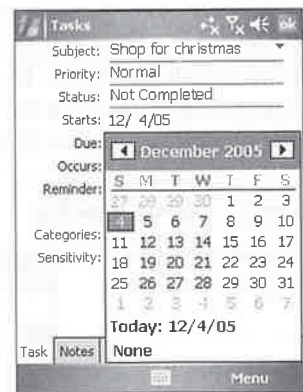 Tasks ok
Subject: Shop for christmas
Priority: Normal
Status: Not Completed
Starts: 12/ 4/05
Due:
Occurs:
Reminder:
Categories:
Sensitivity:
December 2005
S M T W T F S
27 28 29 30 1 2 3
4 5 6 7 8 9 10
11 12 13 14 15 16 17
18 19 20 21 22 23 24
25 26 27 28 29 30 31
1 2 3 4 5 6 7
Today: 12/4/05
None
Task Notes
Menu